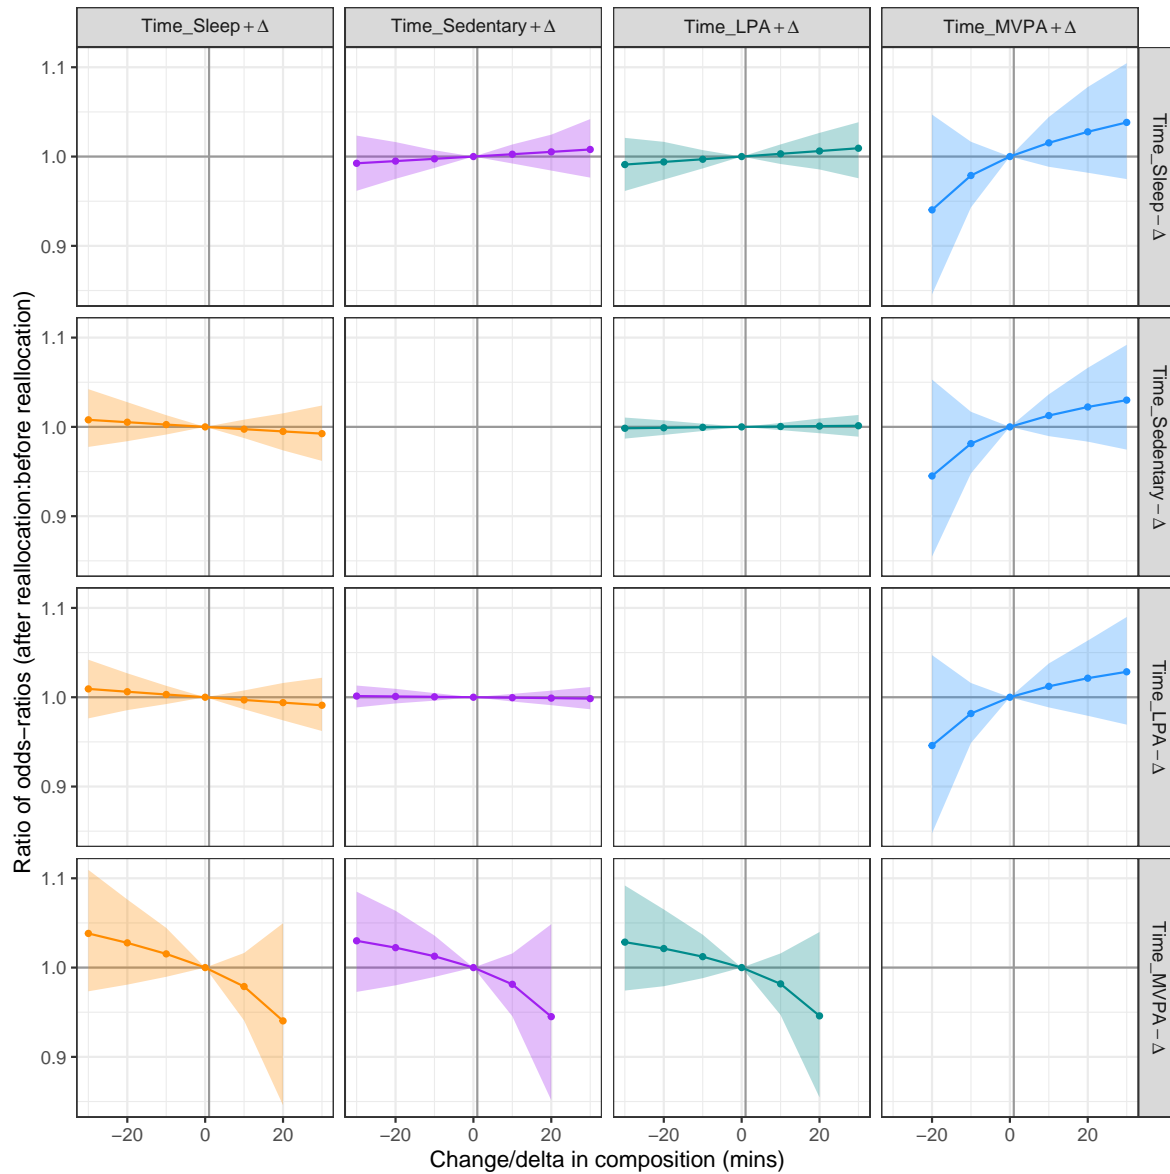 Time_Sleep + Δ
Time_Sedentary + Δ
Time_LPA + Δ
Time_MVPA + Δ
1.1
1.0
0.9
Time_Sleep − Δ
1.1
1.0
0.9
Time_Sedentary − Δ
1.1
1.0
0.9
Time_LPA − Δ
1.1
1.0
0.9
Time_MVPA − Δ
Ratio of odds−ratios (after reallocation:before reallocation)
−20 0 20
−20 0 20
−20 0 20
−20 0 20
Change/delta in composition (mins)